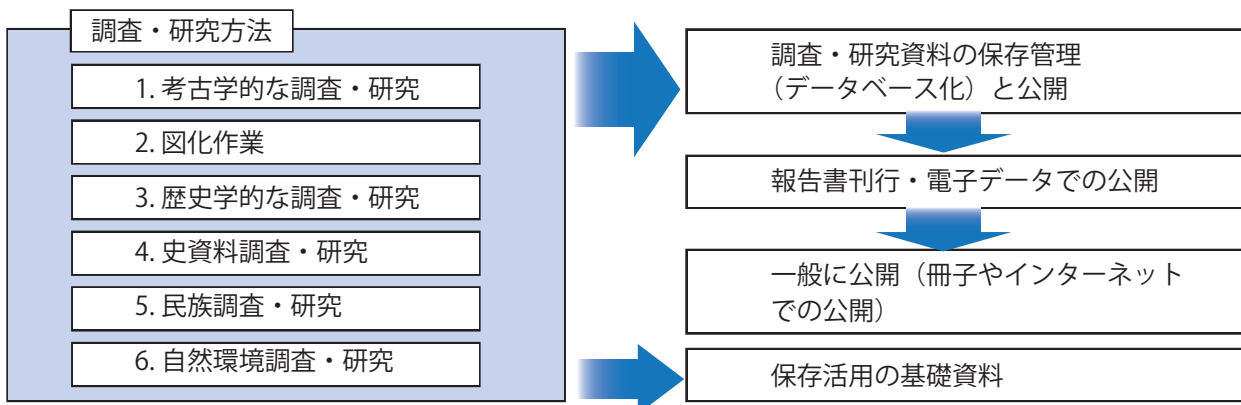 調査・研究方法
1. 考古学的な調査・研究
2. 図化作業
3. 歴史学的な調査・研究
4. 史資料調査・研究
5. 民族調査・研究
6. 自然環境調査・研究
調査・研究資料の保存管理
（データベース化）と公開
報告書刊行・電子データでの公開
一般に公開（冊子やインターネット
での公開）
保存活用の基礎資料